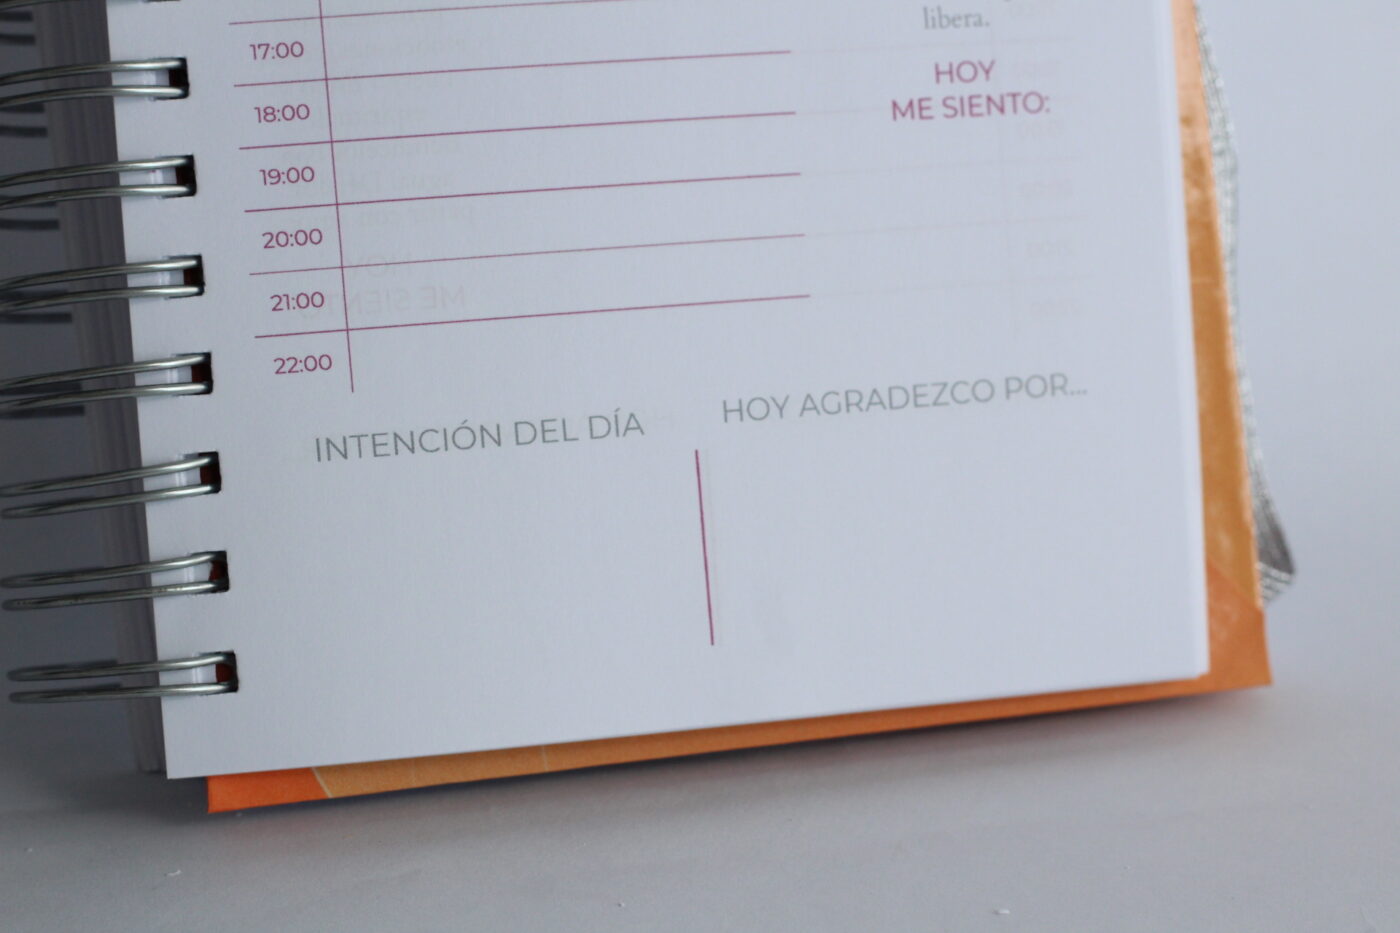 libera.
17:00
18:00
19:00
20:00
21:00
22:00
HOY
ME SIENTO:
INTENCIÓN DEL DÍA
HOY AGRADEZCO POR...